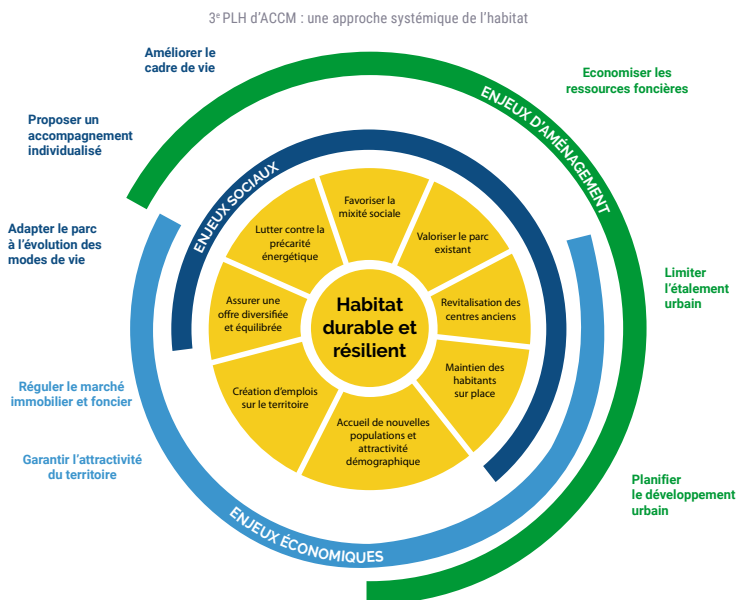 3e PLH d’ACCM : une approche systémique de l’habitat
Améliorer le
cadre de vie
Proposer un
accompagnement
individualisé
Adapter le parc
à l’évolution des
modes de vie
Réguler le marché
immobilier et foncier
Garantir l’attractivité
du territoire
Economiser les
ressources foncières
Limiter
l’étalement
urbain
Planifier
le développement
urbain
ENJEUX D’AMÉNAGEMENT
ENJEUX SOCIAUX
ENJEUX ÉCONOMIQUES
Favoriser la
mixité sociale
Valoriser le parc
existant
Revitalisation des
centres anciens
Maintien des
habitants
sur place
Accueil de nouvelles
populations et
attractivité
démographique
Création d’emplois
sur le territoire
Assurer une
offre diversifiée
et équilibrée
Lutter contre la
précarité
énergétique
Habitat
durable et
résilient